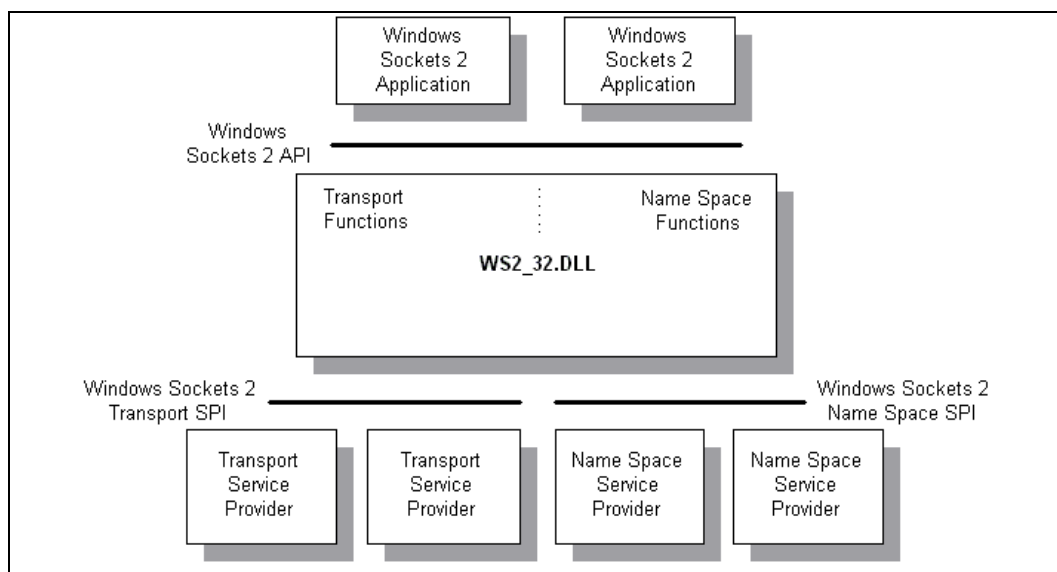 Windows
Sockets 2
Application
Windows
Sockets 2
Application
Windows
Sockets 2 API
Transport
Functions
Name Space
Functions
WS2_32.DLL
Windows Sockets 2
Transport SPI
Windows Sockets 2
Name Space SPI
Transport
Service
Provider
Transport
Service
Provider
Name Space
Service
Provider
Name Space
Service
Provider